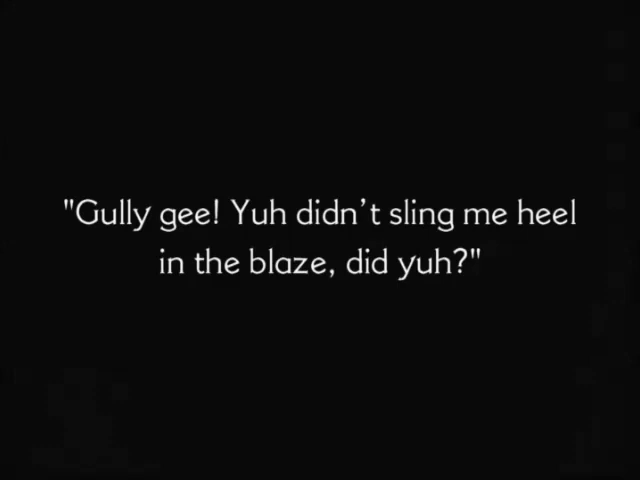 "Gully gee! Yuh didn’t sling me heel
in the blaze, did yuh?"